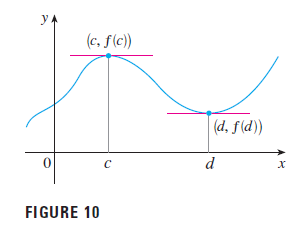 y
(c, f(c))
(d, f(d))
0 c d x
FIGURE 10